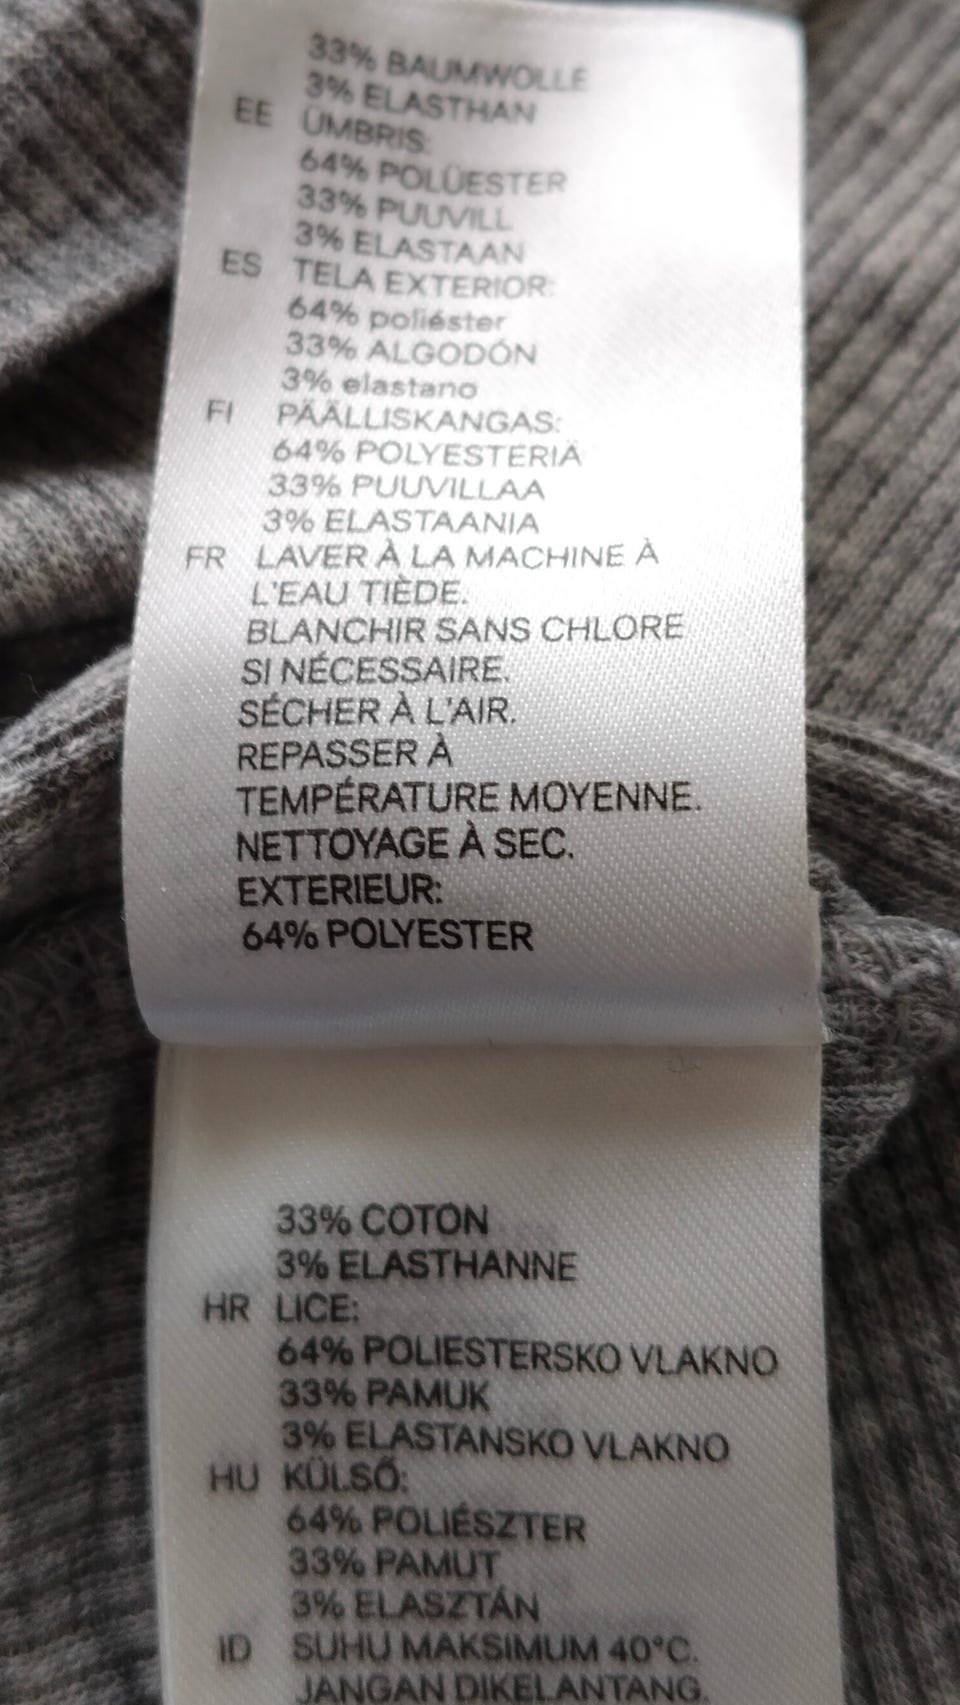 33% BAUMWOLLE
3% ELASTHAN
EE ÜMBRIS:
64% POLÜESTER
33% PUUVILL
3% ELASTAAN
ES TELA EXTERIOR:
64% poliéster
33% ALGODÓN
3% elastano
FI PÄÄLLISKANGAS:
64% POLYESTERIÄ
33% PUUVILLAA
3% ELASTAANIA
FR LAVER À LA MACHINE À
L'EAU TIÈDE.
BLANCHIR SANS CHLORE
SI NÉCESSAIRE.
SÉCHER À L'AIR.
REPASSER À
TEMPÉRATURE MOYENNE.
NETTOYAGE À SEC.
EXTERIEUR:
64% POLYESTER
33% COTON
3% ELASTHANNE
HR LICE:
64% POLIESTERSKO VLAKNO
33% PAMUK
3% ELASTANSKO VLAKNO
HU KÜLSŐ:
64% POLIÉSZTER
33% PAMUT
3% ELASZTÁN
ID SUHU MAKSIMUM 40°C.
JANGAN DIKELANTANG.